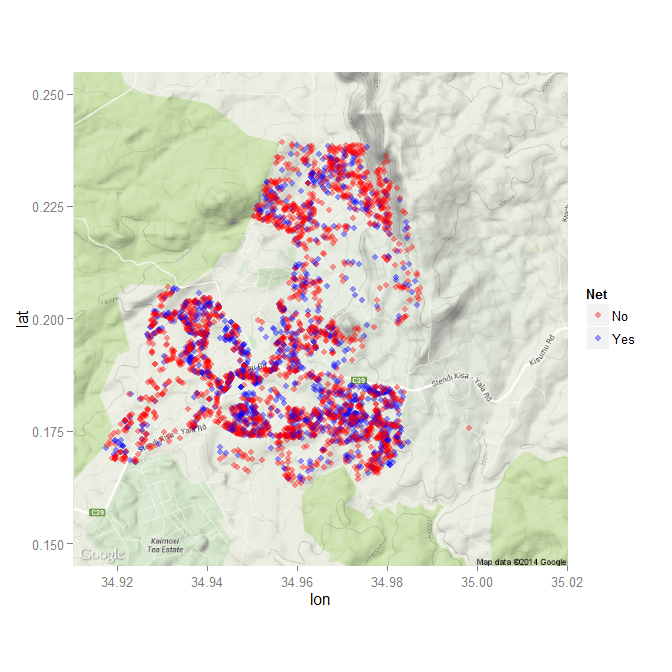 0.250
0.225
0.200
0.175
0.150
lat
34.92
34.94
34.96
34.98
35.00
35.02
lon
Net
No
Yes
C39
Stendi Kisa - Yala Rd
Kisumu Rd
Yala Rd
C39
Kaimosi
Tea Estate
Google
Map data ©2014 Google